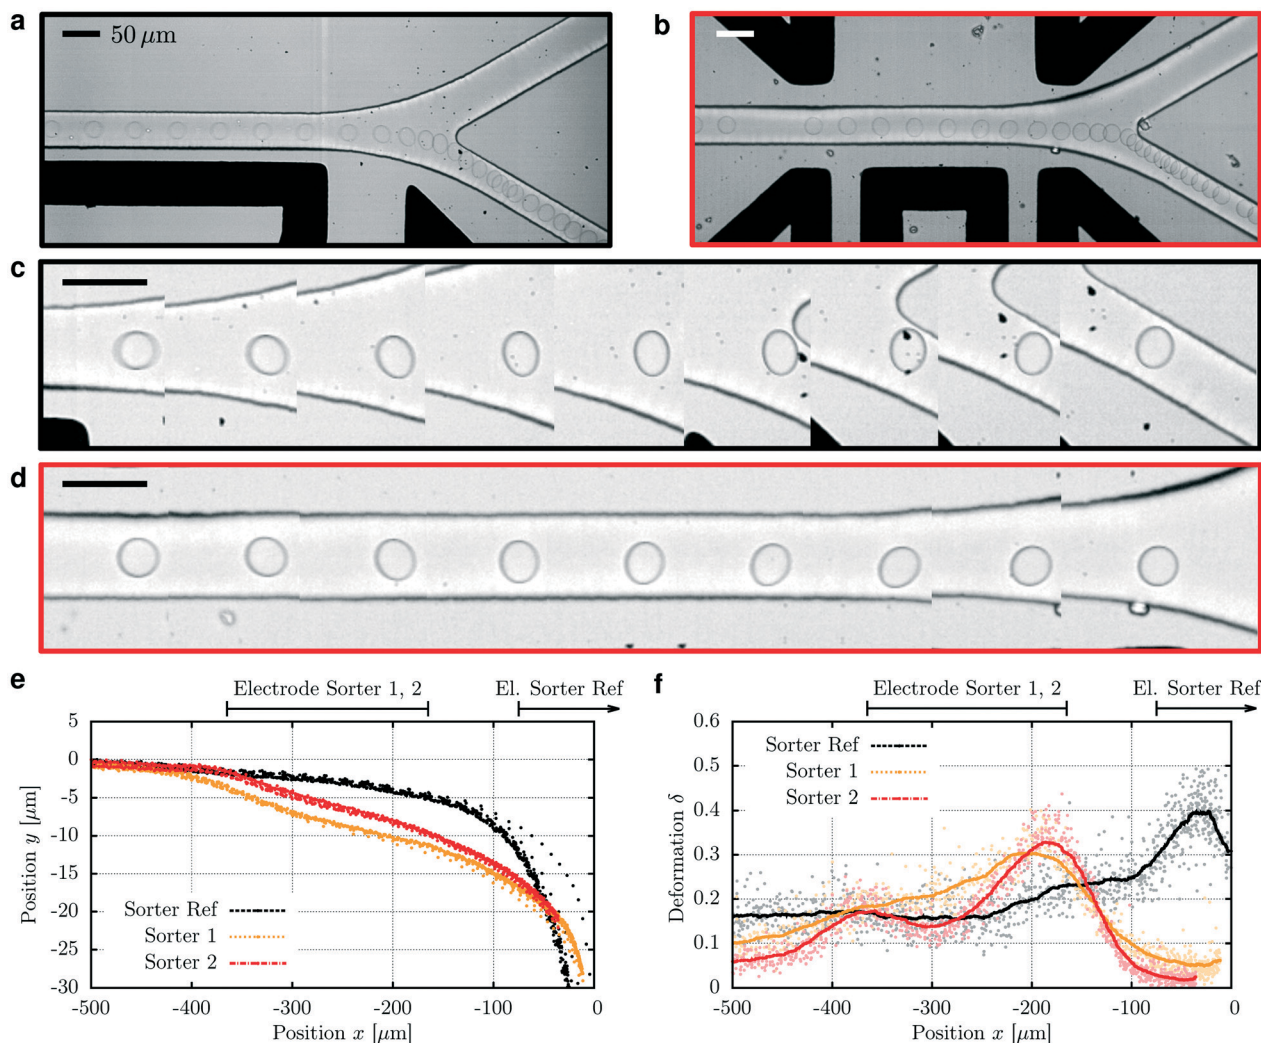 a
50 μm
b
c
d
e
Electrode Sorter 1, 2
El. Sorter Ref
5
0
-5
-10
-15
-20
-25
-30
Position y [μm]
Sorter Ref
Sorter 1
Sorter 2
-500
-400
-300
-200
-100
0
Position x [μm]
f
Electrode Sorter 1, 2
El. Sorter Ref
0.6
0.5
0.4
0.3
0.2
0.1
0
Deformation δ
Sorter Ref
Sorter 1
Sorter 2
-500
-400
-300
-200
-100
0
Position x [μm]